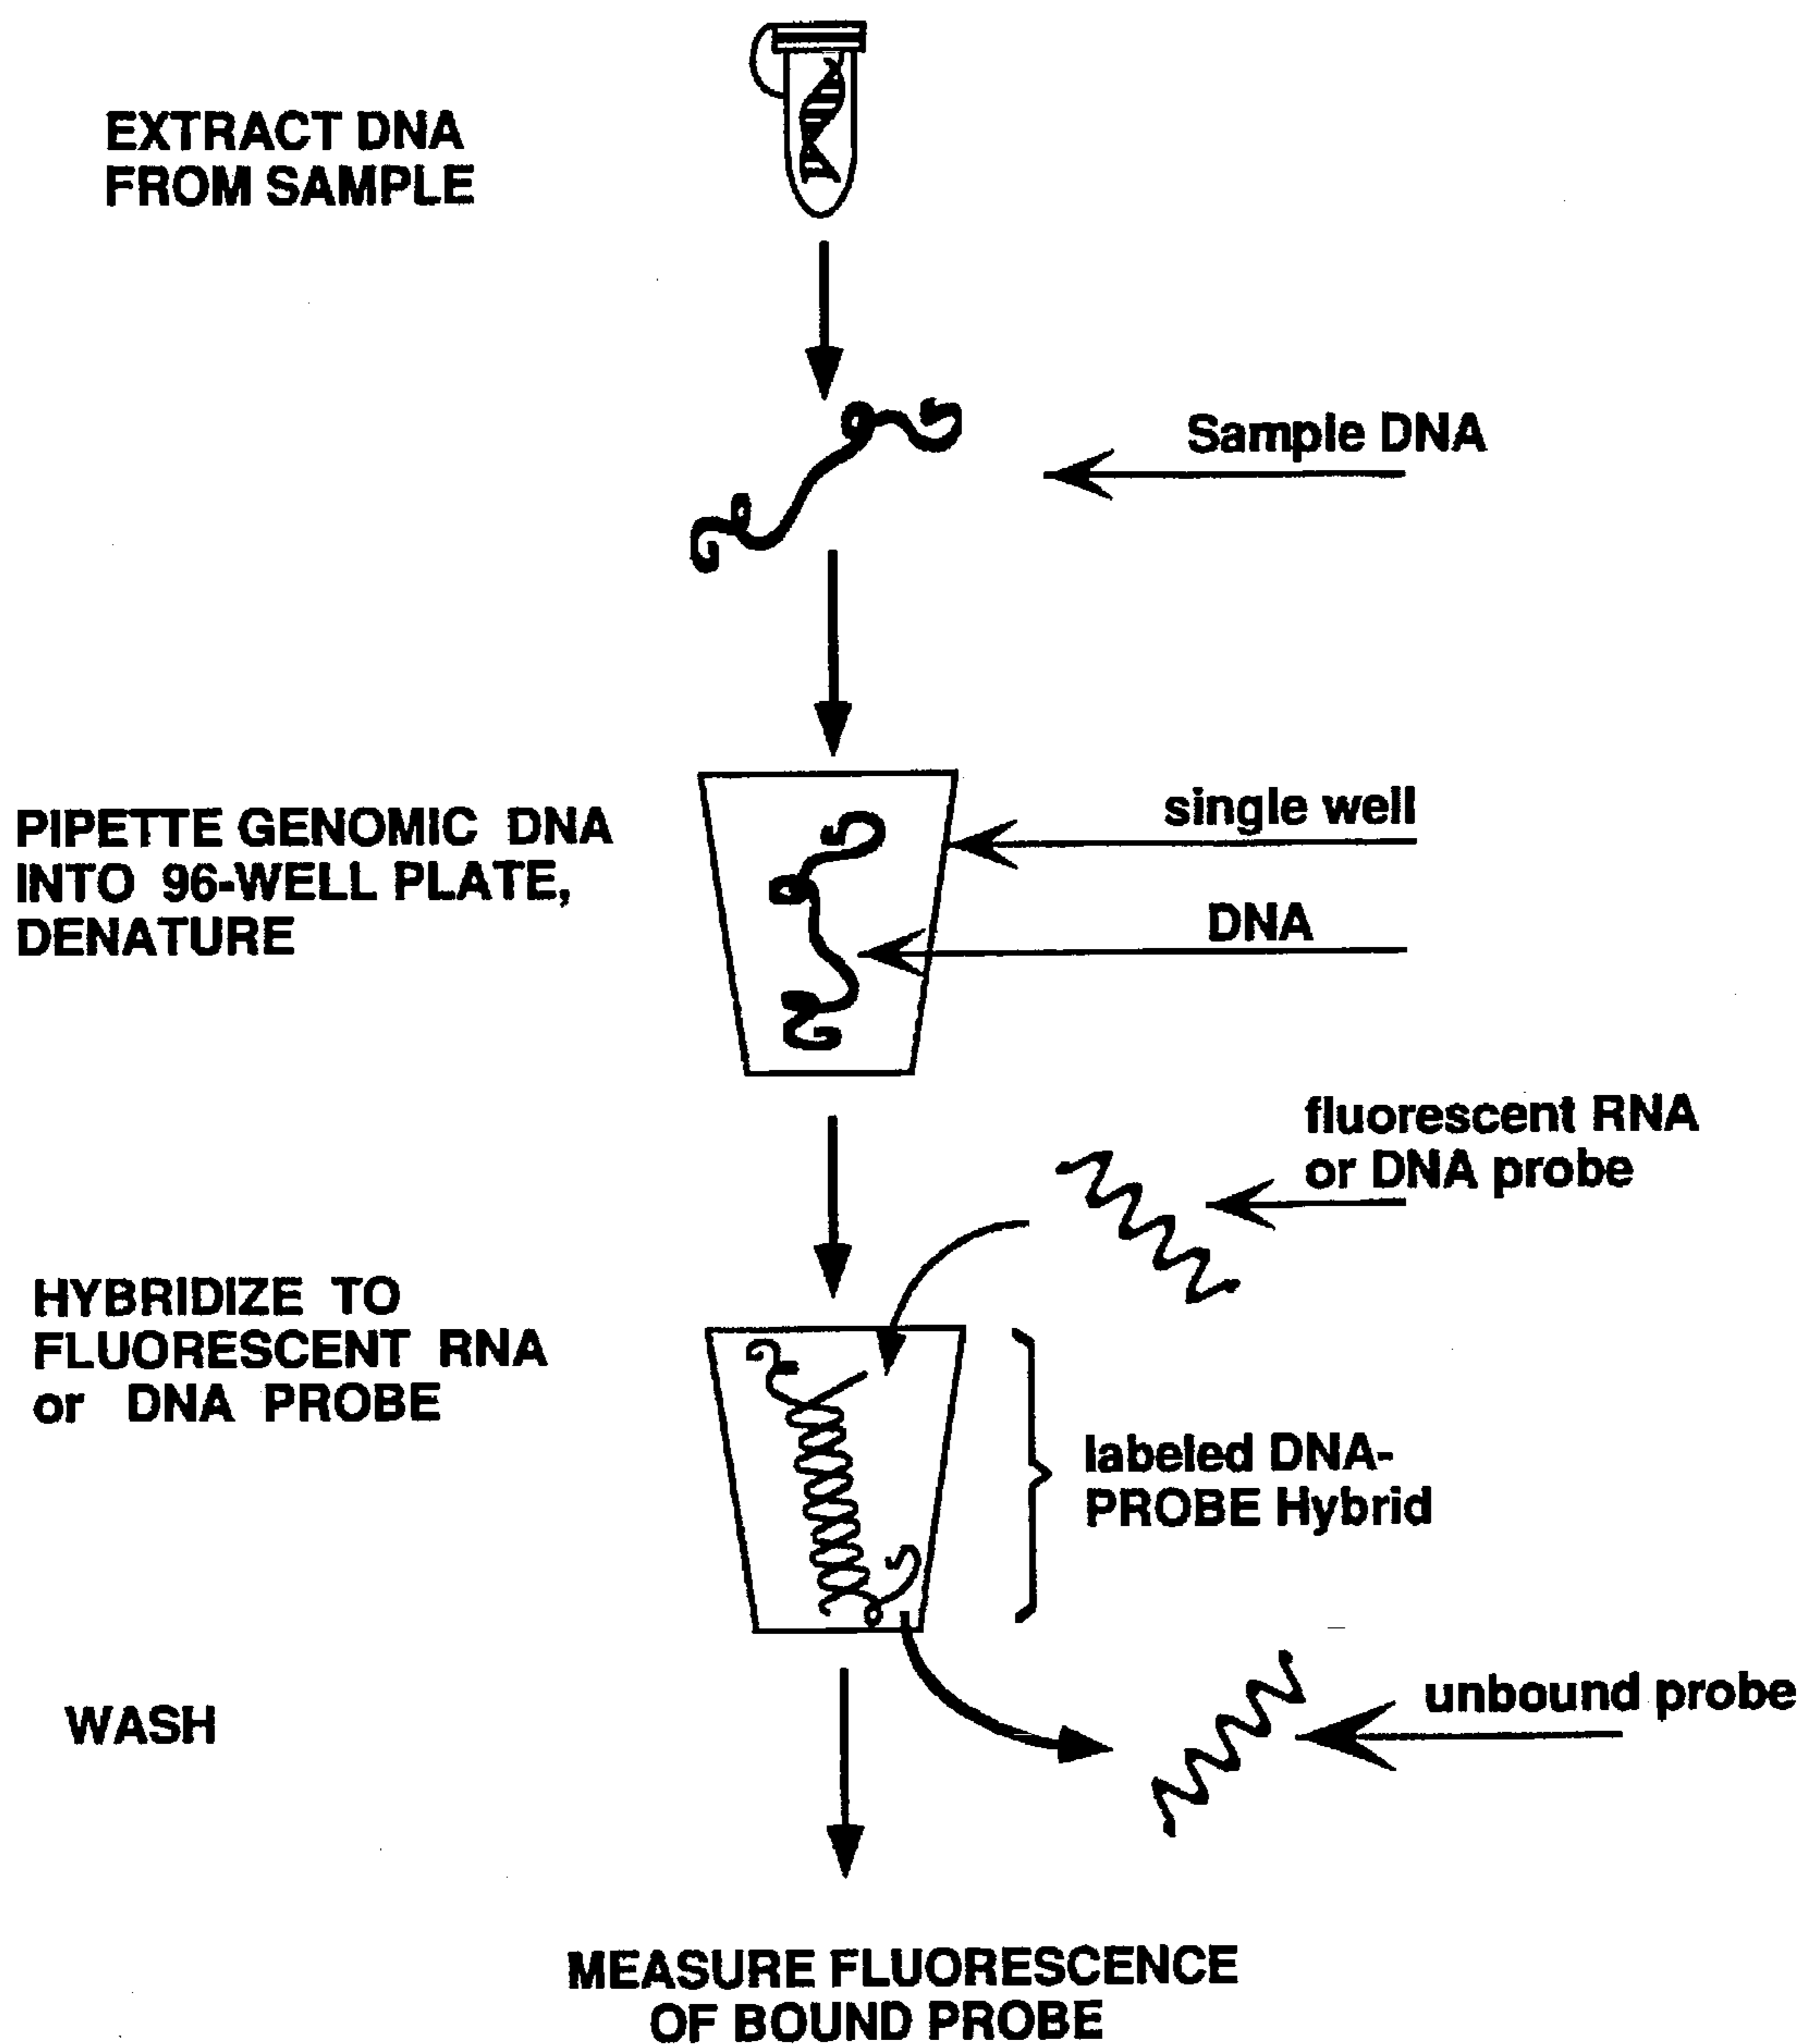 EXTRACT DNA
FROM SAMPLE
Sample DNA
PIPETTE GENOMIC DNA
INTO 96-WELL PLATE,
DENATURE
single well
DNA
fluorescent RNA
or DNA probe
HYBRIDIZE TO
FLUORESCENT RNA
or DNA PROBE
labeled DNA-
PROBE Hybrid
WASH
unbound probe
MEASURE FLUORESCENCE
OF BOUND PROBE